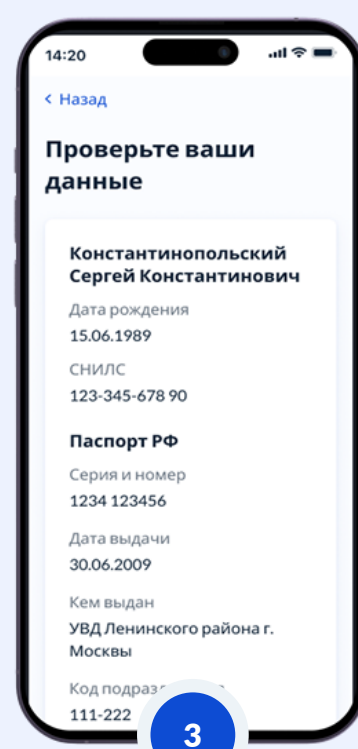 14:20
< Назад
Проверьте ваши
данные
Константинопольский
Сергей Константинович
Дата рождения
15.06.1989
СНИЛС
123-345-678 90
Паспорт РФ
Серия и номер
1234 123456
Дата выдачи
30.06.2009
Кем выдан
УВД Ленинского района г.
Москвы
Код
111-222
3